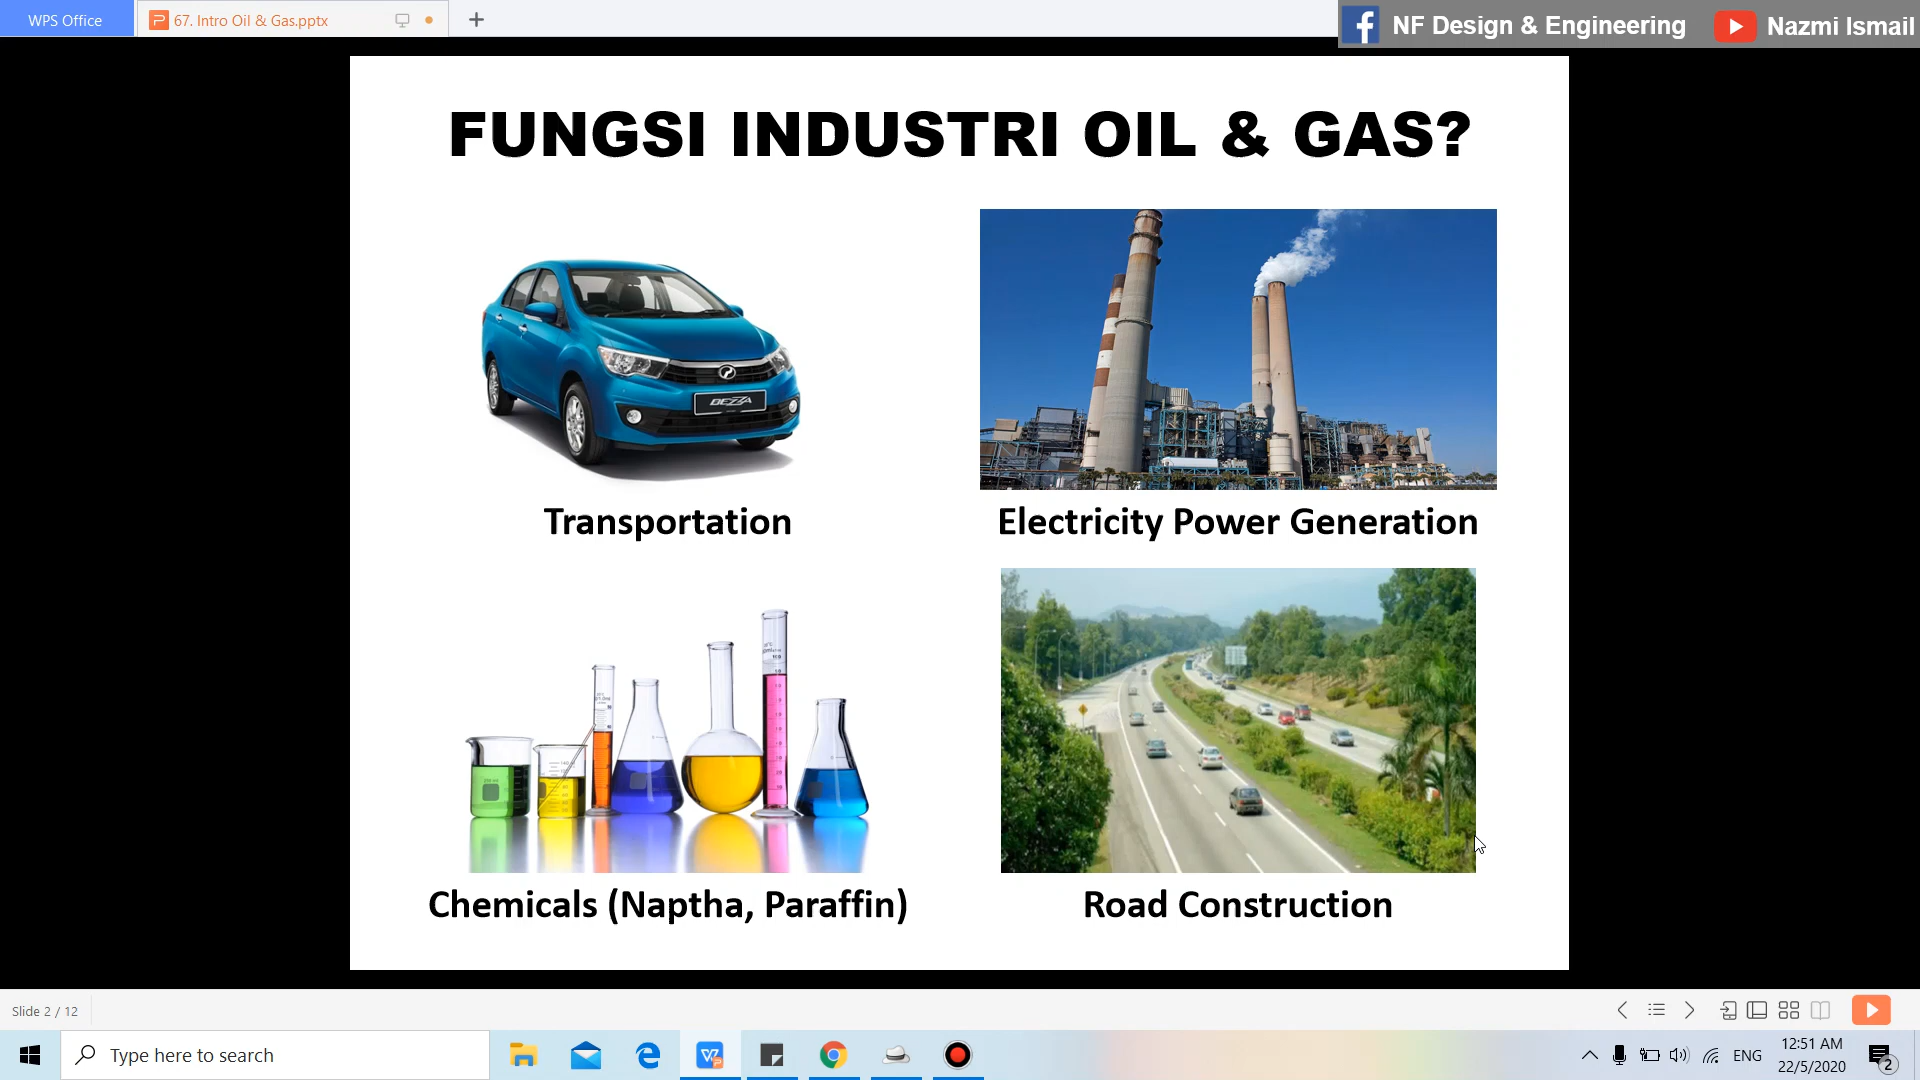 WPS Office
67. Intro Oil & Gas.pptx
NF Design & Engineering
Nazmi Ismail
FUNGSI INDUSTRI OIL & GAS?
BEZZA
Transportation
Electricity Power Generation
Chemicals (Naptha, Paraffin)
Road Construction
Slide 2 / 12
Type here to search
ENG
12:51 AM
22/5/2020
2